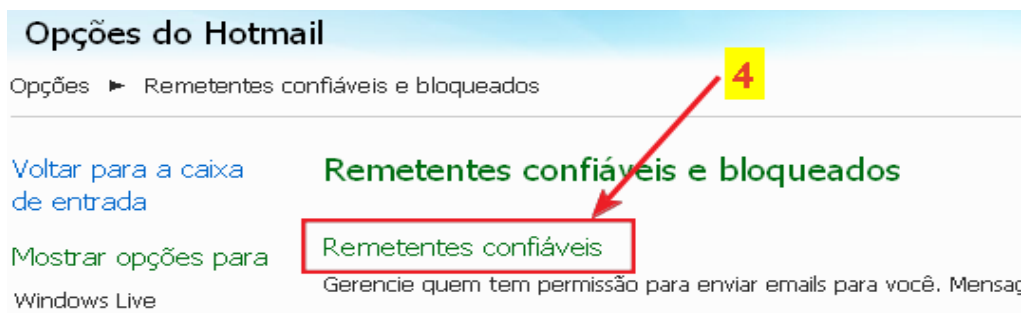 Opções do Hotmail
Opções ► Remetentes confiáveis e bloqueados
4
Voltar para a caixa
de entrada
Remetentes confiáveis e bloqueados
Remetentes confiáveis
Mostrar opções para
Gerencie quem tem permissão para enviar emails para você.
Windows Live